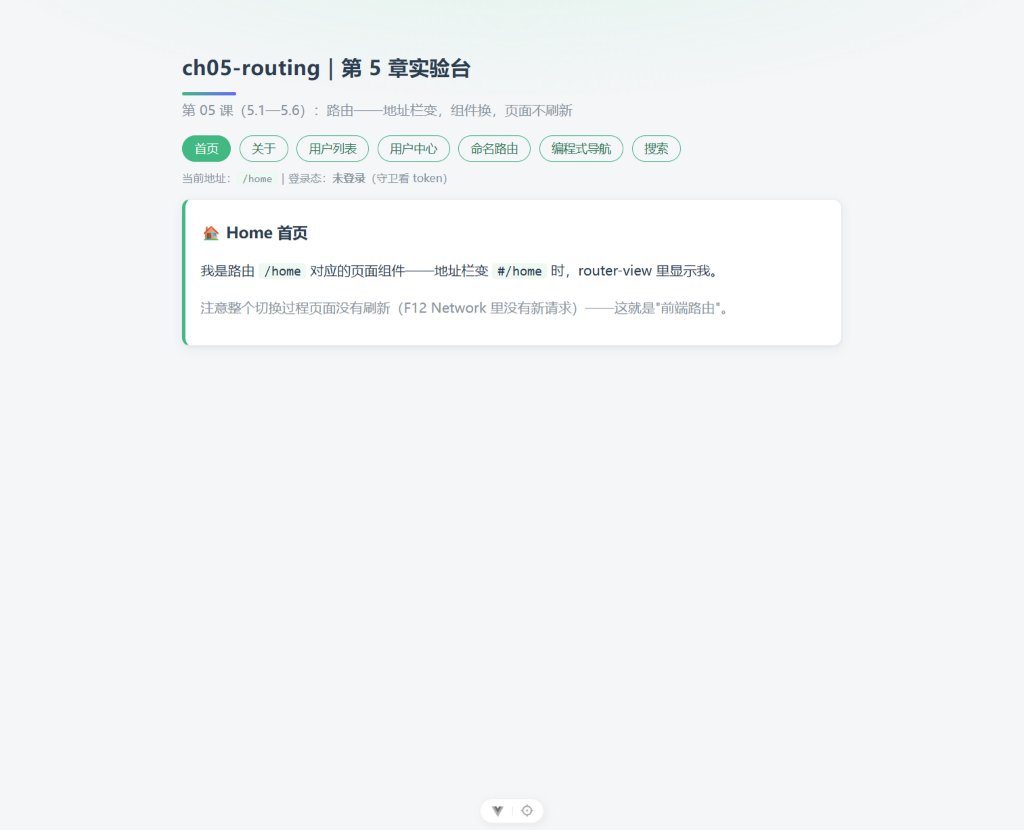 ch05-routing | 第 5 章实验台
第 05 课（5.1—5.6）：路由——地址栏变，组件换，页面不刷新
首页 关于 用户列表 用户中心 命名路由 编程式导航 搜索
当前地址： /home | 登录态：未登录（守卫看 token）
Home 首页
我是路由 /home 对应的页面组件——地址栏变 #/home 时，router-view 里显示我。
注意整个切换过程页面没有刷新（F12 Network 里没有新请求）——这就是"前端路由"。